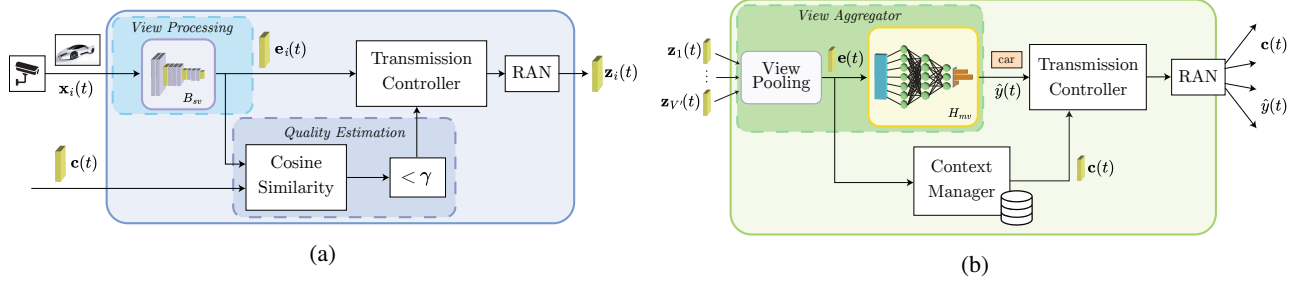 View Processing
e_i(t)
x_i(t)
B_sv
Transmission
Controller
RAN
z_i(t)
Quality Estimation
c(t)
Cosine
Similarity
< γ
(a)
View Aggregator
z_1(t)
⋮
z_V'(t)
View
Pooling
e(t)
H_mv
car
ŷ(t)
Transmission
Controller
RAN
c(t)
ŷ(t)
Context
Manager
c(t)
(b)